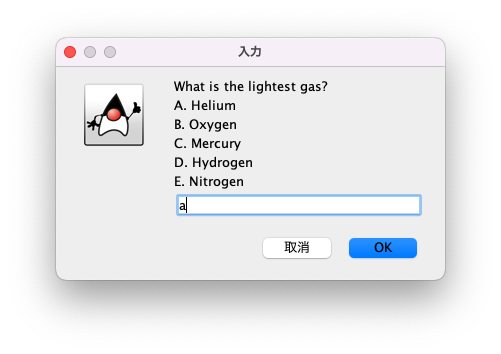 入力
What is the lightest gas?
A. Helium
B. Oxygen
C. Mercury
D. Hydrogen
E. Nitrogen
a
取消 OK